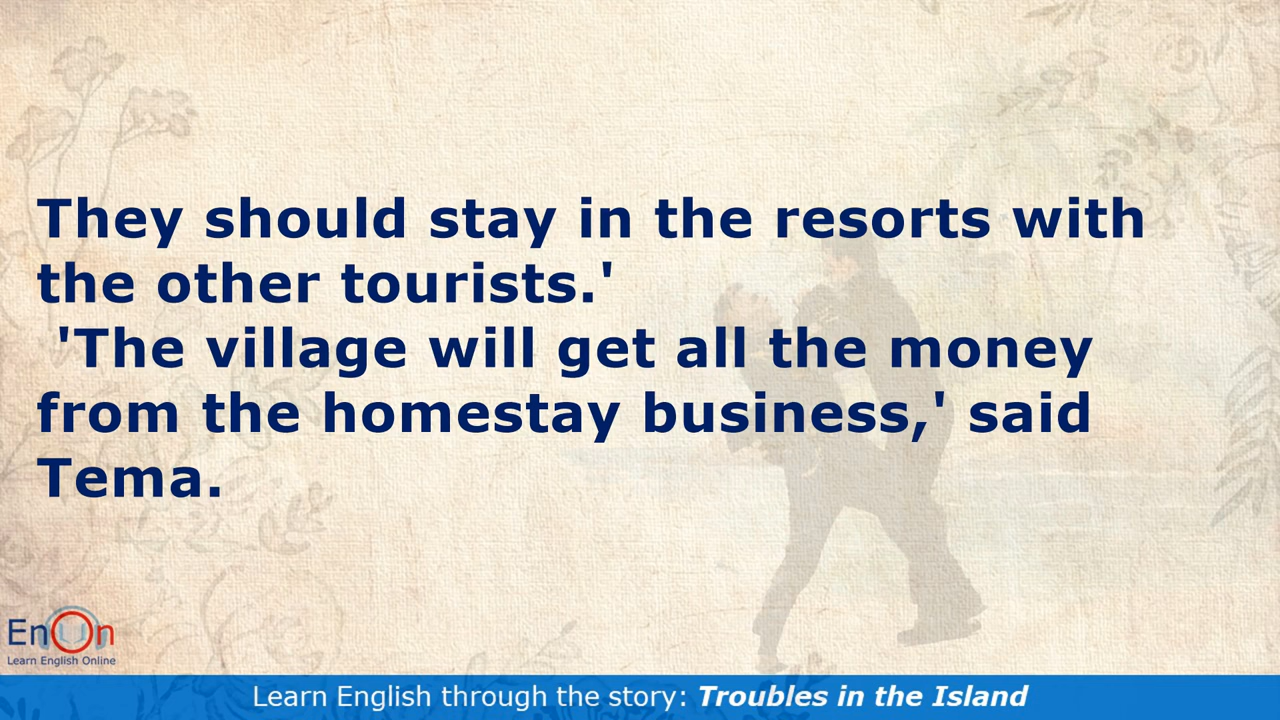 They should stay in the resorts with
the other tourists.'
'The village will get all the money
from the homestay business,' said
Tema.
EnOn
Learn English Online
Learn English through the story: Troubles in the Island